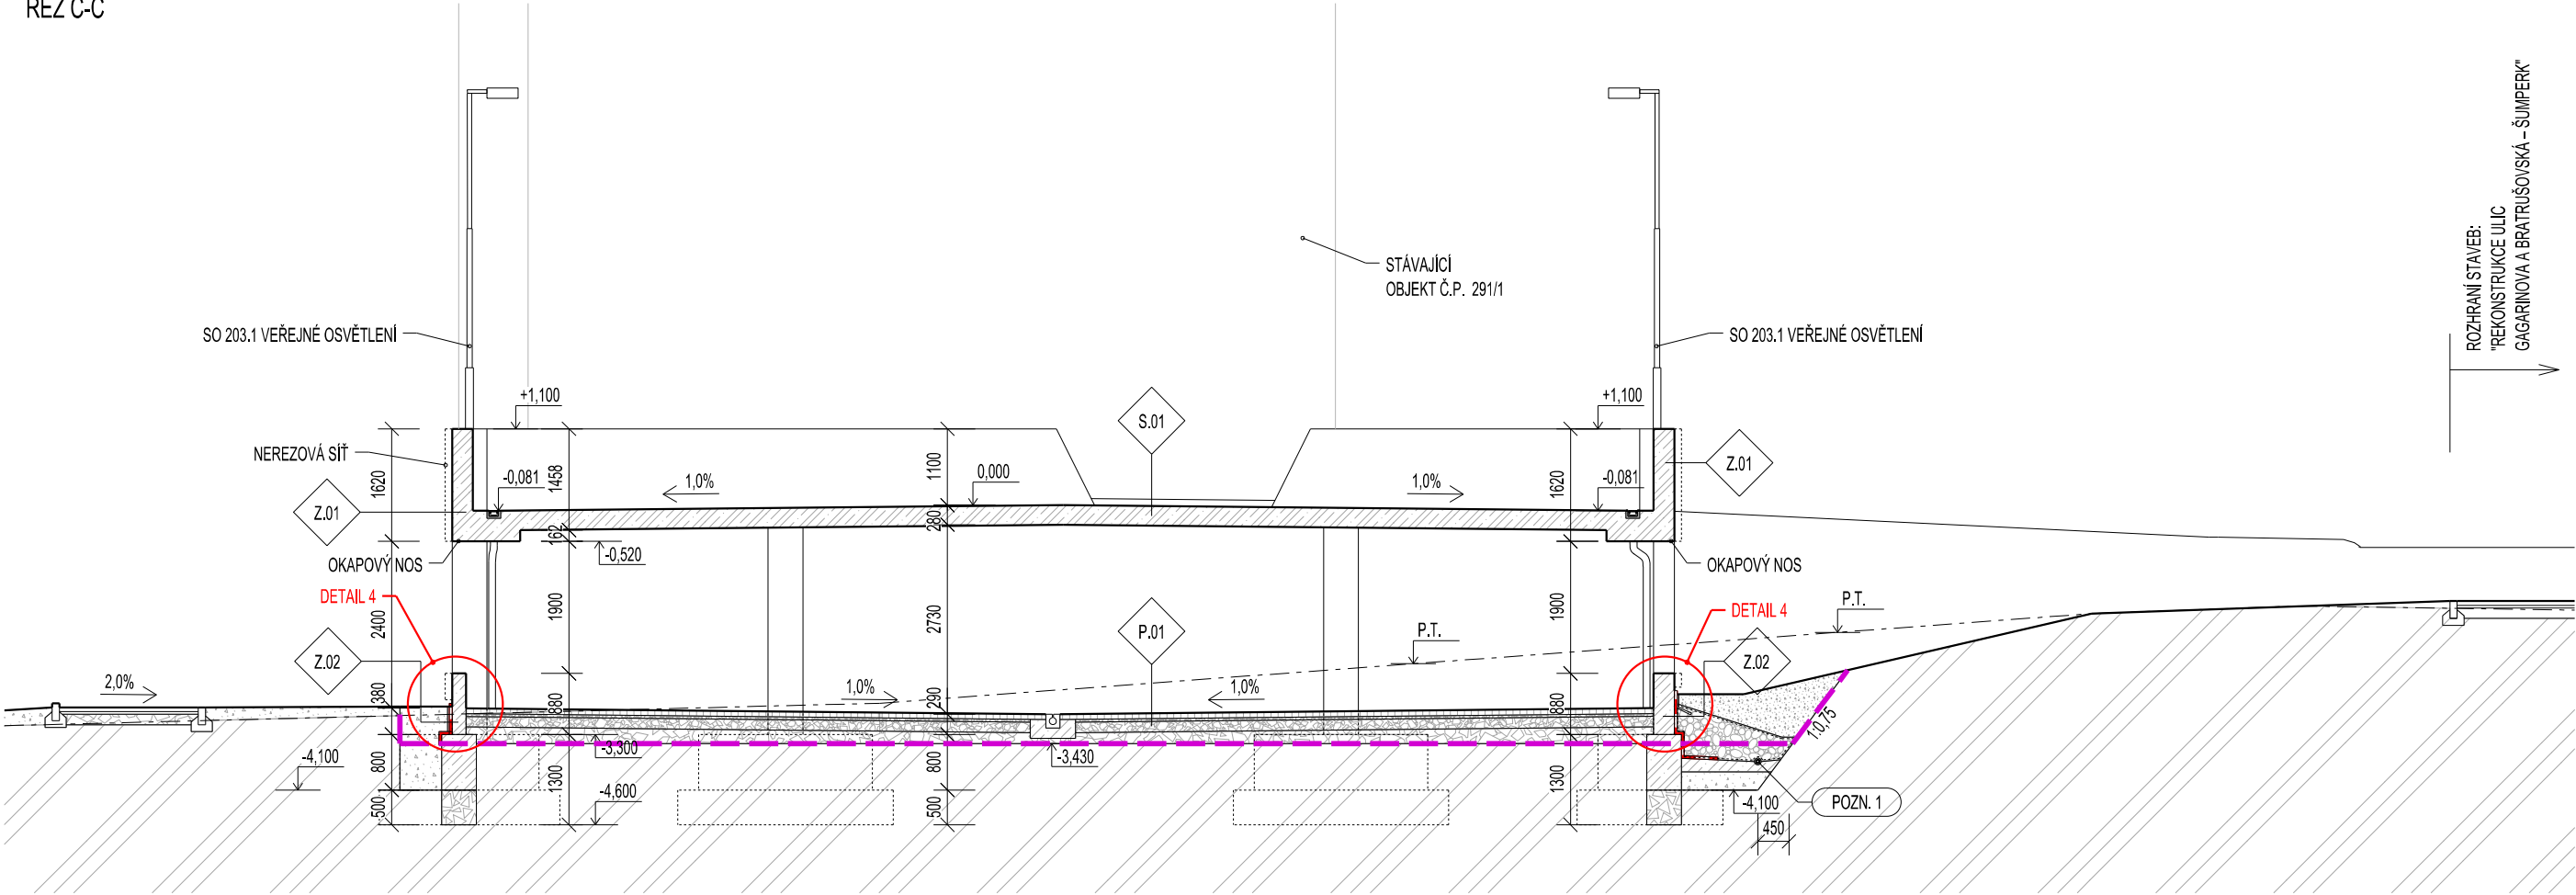 ŘEZ C-C
ROZHRANÍ STAVEB:
"REKONSTRUKCE ULIC
GAGARINOVA A BRATRUŠOVSKÁ – ŠUMPERK"
STÁVAJÍCÍ
OBJEKT Č.P. 291/1
SO 203.1 VEŘEJNÉ OSVĚTLENÍ
SO 203.1 VEŘEJNÉ OSVĚTLENÍ
+1,100
+1,100
S.01
NEREZOVÁ SÍŤ
Z.01
1620
1458
1100
1620
-0,081
1,0%
0,000
1,0%
-0,081
Z.01
280
162
-0,520
OKAPOVÝ NOS
OKAPOVÝ NOS
DETAIL 4
DETAIL 4
2400
1900
2730
1900
P.01
P.T.
P.T.
Z.02
Z.02
2,0%
380
880
1,0%
290
1,0%
880
1:0,75
-4,100
800
-3,300
800
-3,430
1300
-4,600
1300
500
500
-4,100
POZN. 1
450